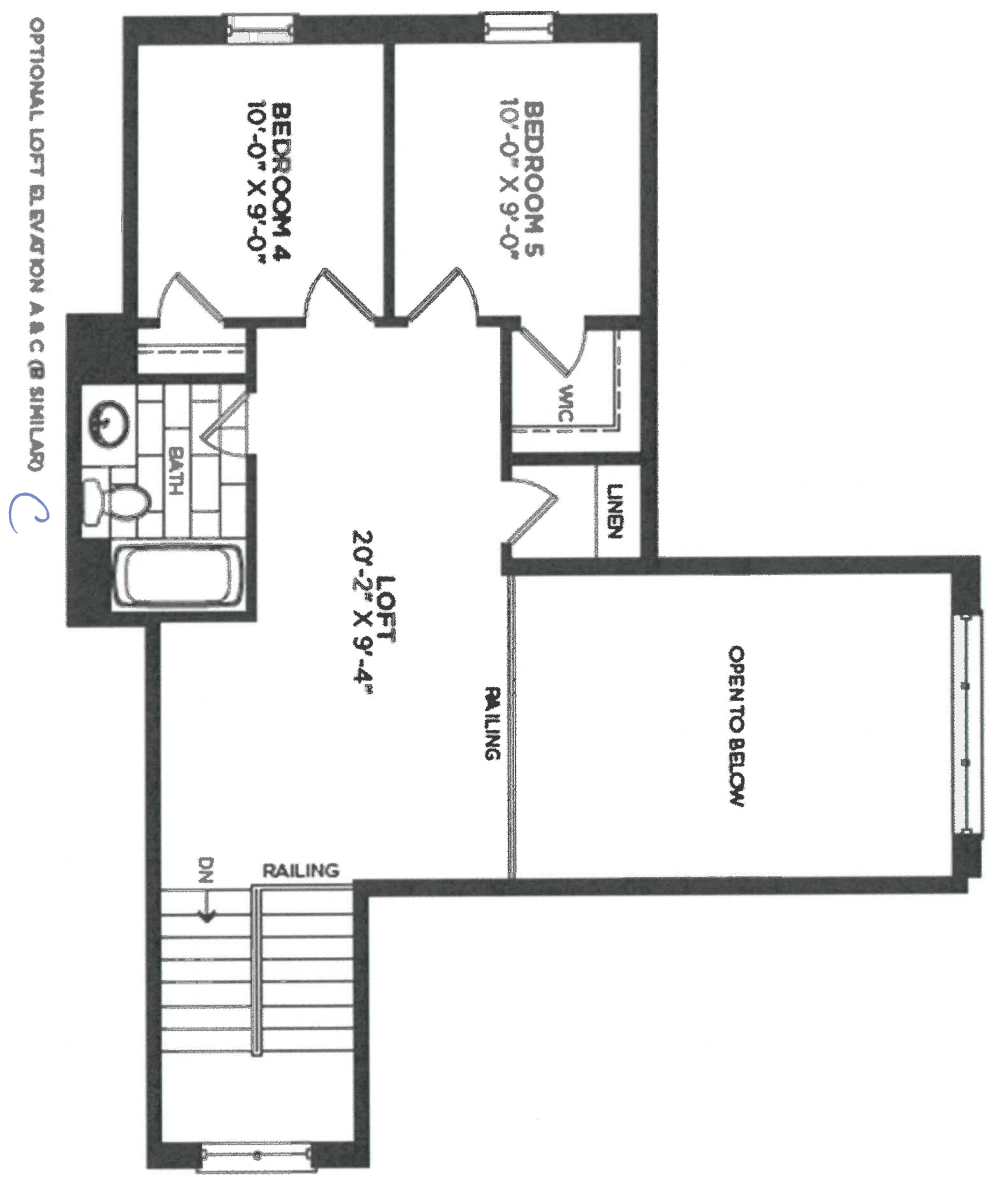 BEDROOM 5
10'-0" X 9'-0"
BEDROOM 4
10'-0" X 9'-0"
WIC
LINEN
BATH
LOFT
20'-2" X 9'-4"
OPEN TO BELOW
RAILING
RAILING
DN
OPTIONAL LOFT ELEVATION A & C (B SIMILAR)
C